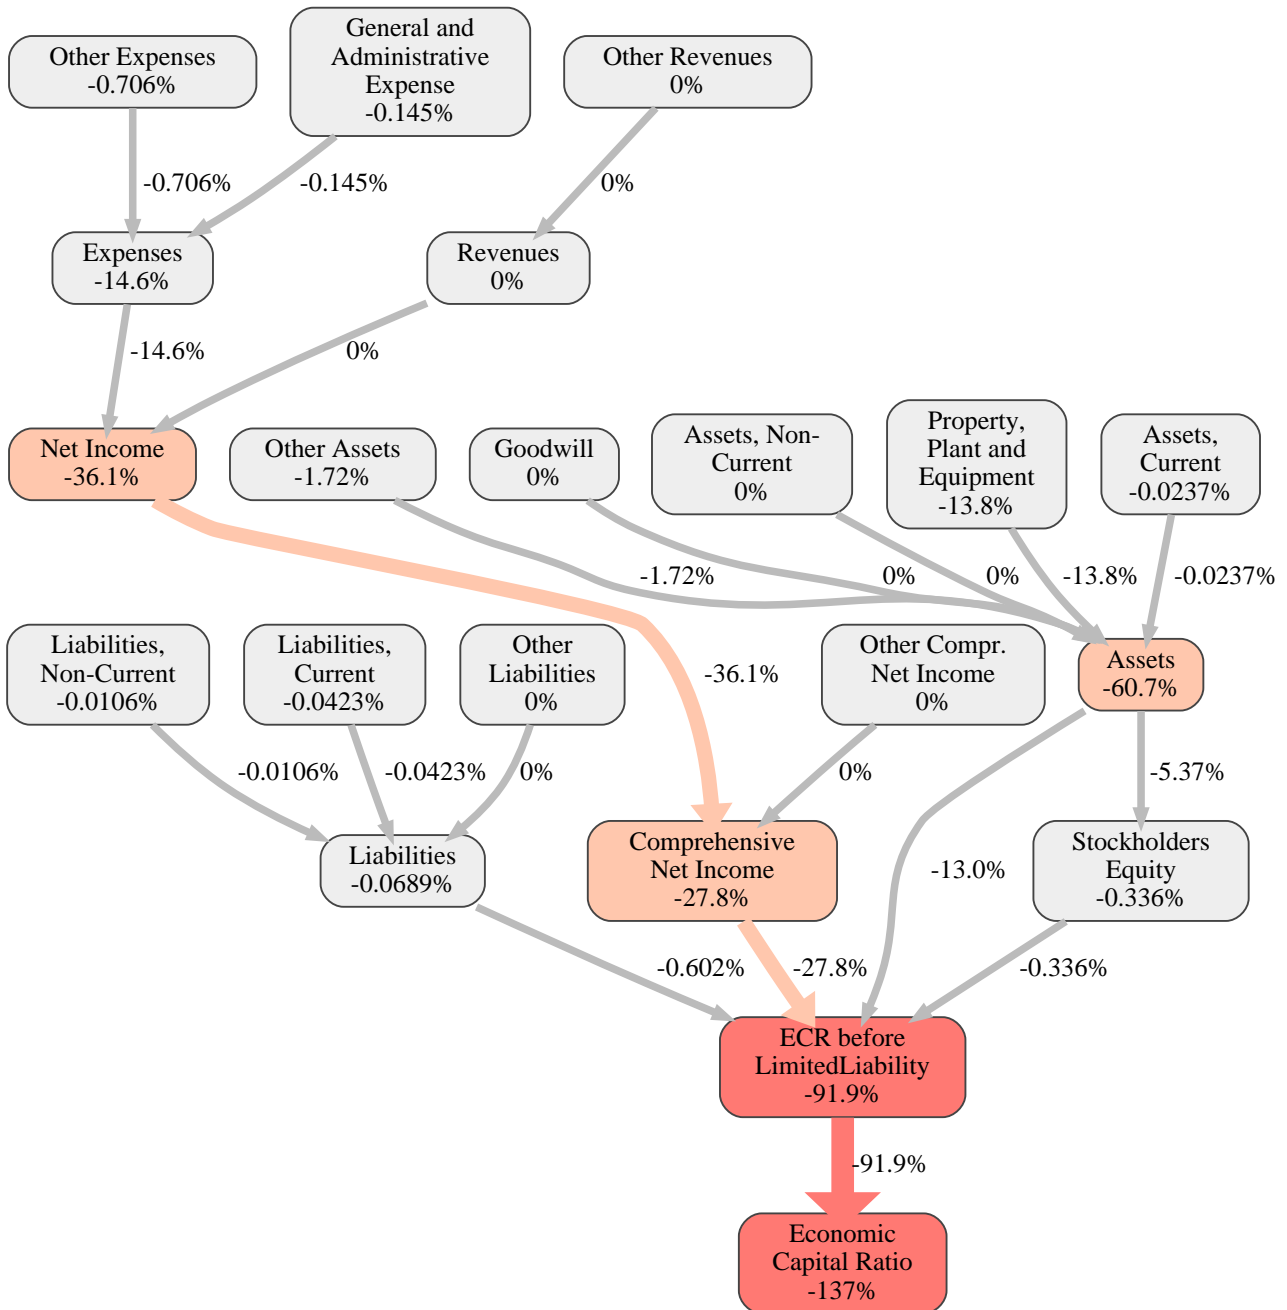 Other Expenses
-0.706%
General and
Administrative
Expense
-0.145%
Other Revenues
0%
-0.706%
-0.145%
0%
Expenses
-14.6%
Revenues
0%
-14.6%
0%
Net Income
-36.1%
Other Assets
-1.72%
Goodwill
0%
Assets, Non-
Current
0%
Property,
Plant and
Equipment
-13.8%
Assets,
Current
-0.0237%
-1.72%
0%
0%
-13.8%
-0.0237%
Liabilities,
Non-Current
-0.0106%
Liabilities,
Current
-0.0423%
Other
Liabilities
0%
-36.1%
Other Compr.
Net Income
0%
Assets
-60.7%
-0.0106%
-0.0423%
0%
0%
-5.37%
Liabilities
-0.0689%
Comprehensive
Net Income
-27.8%
-13.0%
Stockholders
Equity
-0.336%
-0.602%
-27.8%
-0.336%
ECR before
LimitedLiability
-91.9%
-91.9%
Economic
Capital Ratio
-137%